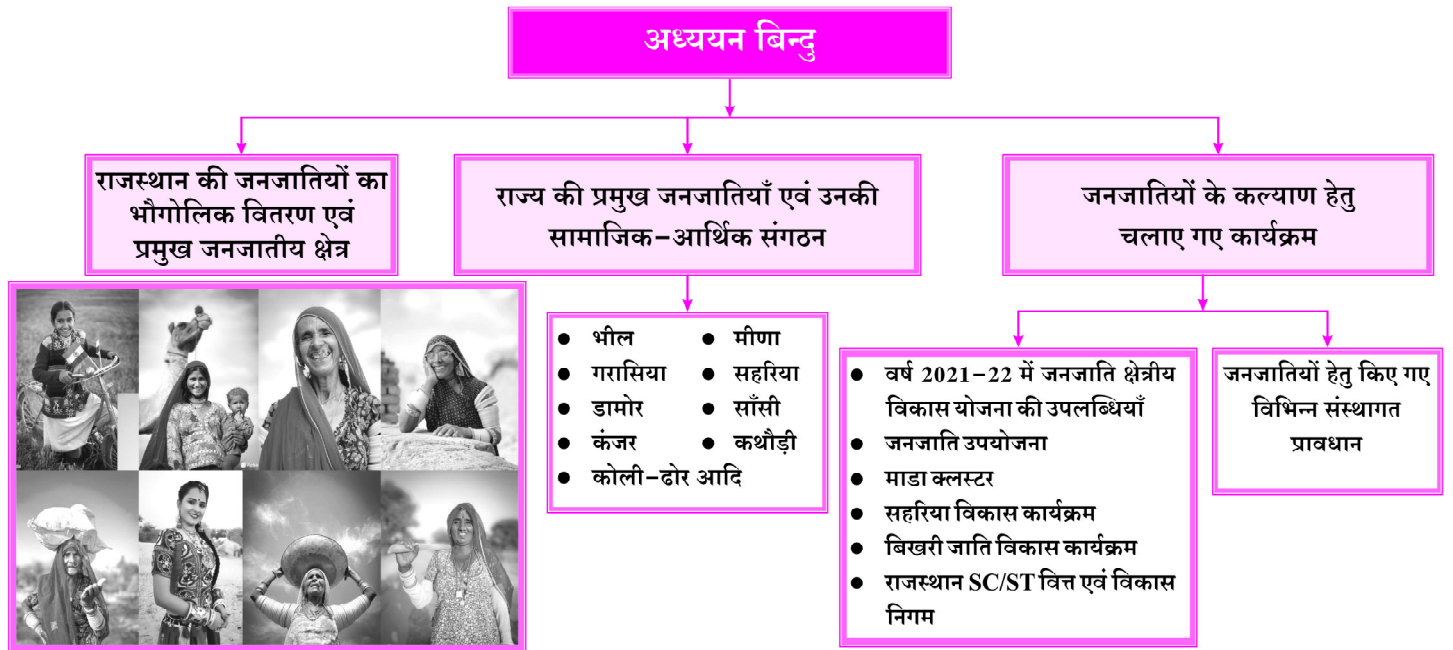 अध्ययन बिन्दु
राजस्थान की जनजातियों का
भौगोलिक वितरण एवं
प्रमुख जनजातीय क्षेत्र
राज्य की प्रमुख जनजातियाँ एवं उनकी
सामाजिक–आर्थिक संगठन
● भील ● मीणा
● गरासिया ● सहरिया
● डामोर ● साँसी
● कंजर ● कथौड़ी
● कोली–ढोर आदि
जनजातियों के कल्याण हेतु
चलाए गए कार्यक्रम
● वर्ष 2021–22 में जनजाति क्षेत्रीय
विकास योजना की उपलब्धियाँ
● जनजाति उपयोजना
● माडा क्लस्टर
● सहरिया विकास कार्यक्रम
● बिखरी जाति विकास कार्यक्रम
● राजस्थान SC/ST वित्त एवं विकास
निगम
जनजातियों हेतु किए गए
विभिन्न संस्थागत
प्रावधान